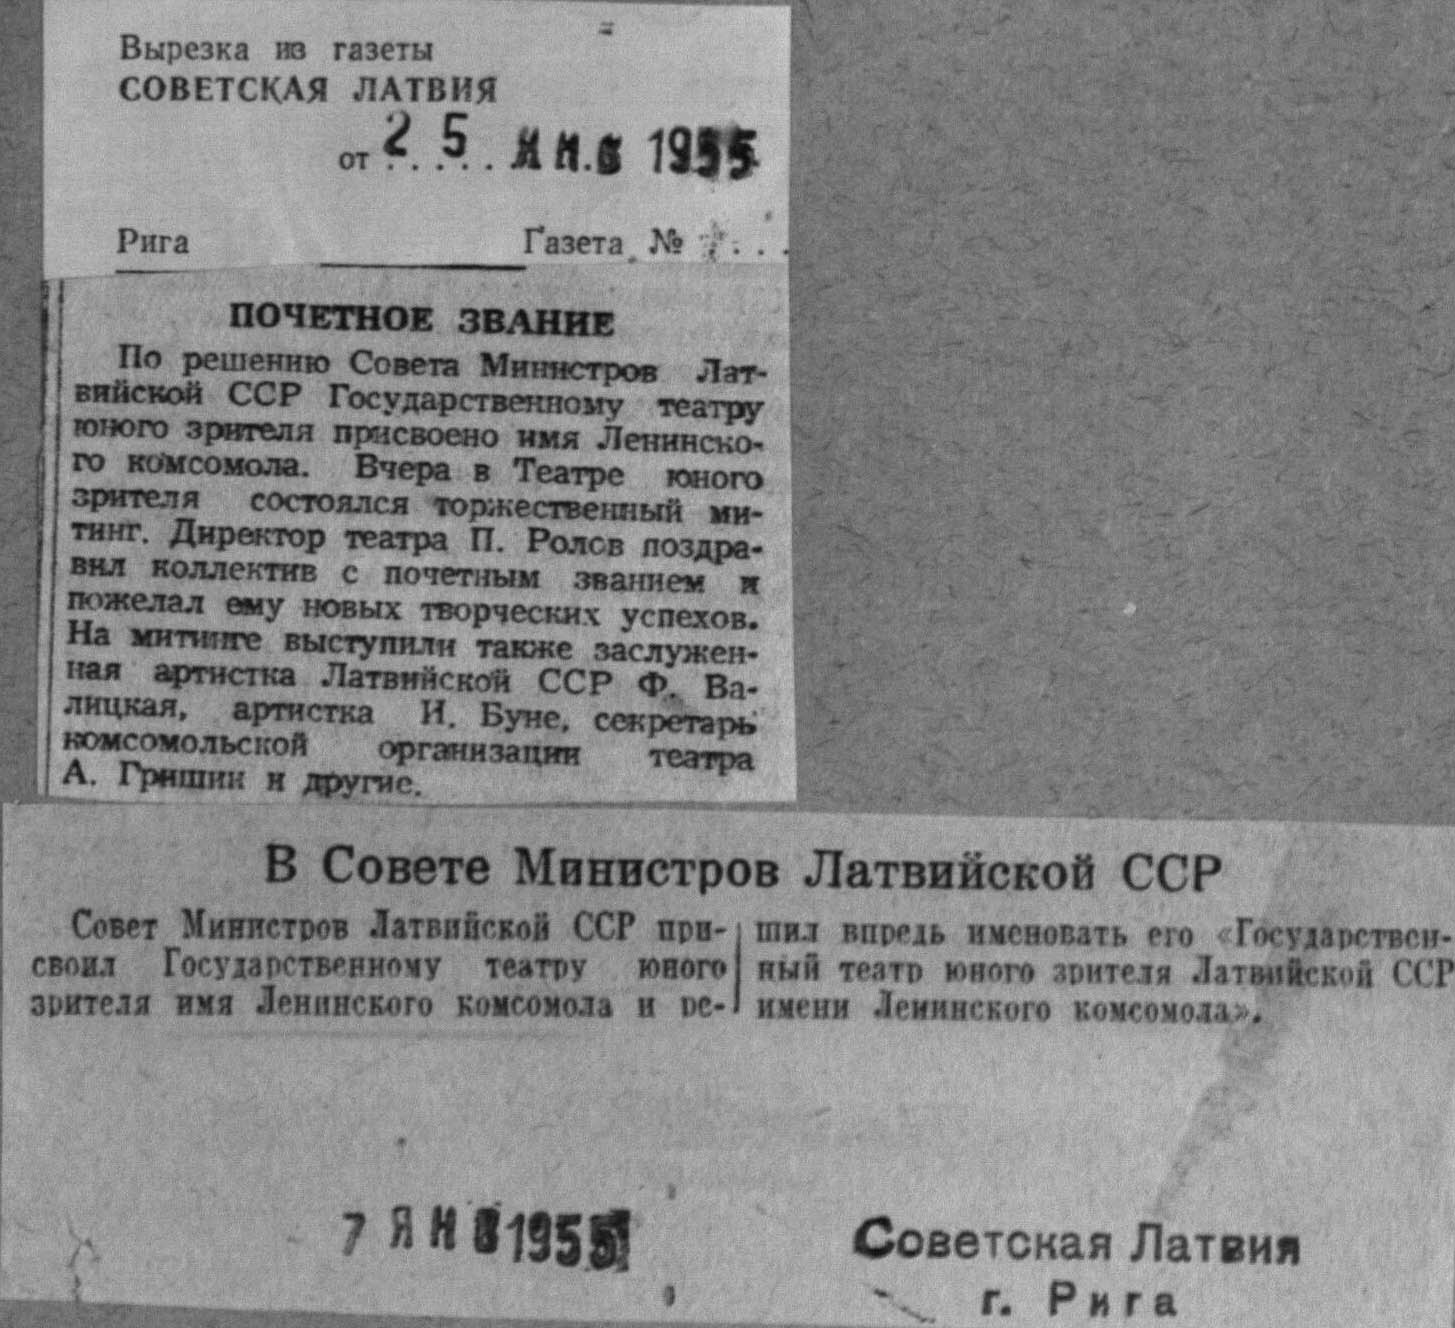 Вырезка из газеты
СОВЕТСКАЯ ЛАТВИЯ
от 25 ЯНВ 1955
Рига Газета №
ПОЧЕТНОЕ ЗВАНИЕ
По решению Совета Министров Лат-
вийской ССР Государственному театру
юного зрителя присвоено имя Ленинско-
го комсомола. Вчера в Театре юного
зрителя состоялся торжественный ми-
тинг. Директор театра П. Ролов поздра-
вил коллектив с почетным званием и
пожелал ему новых творческих успехов.
На митинге выступили также заслужен-
ная артистка Латвийской ССР Ф. Ва-
лицкая, артистка И. Буне, секретарь
комсомольской организации театра
А. Гришин и другие.
В Совете Министров Латвийской ССР
Совет Министров Латвийской ССР при-
своил Государственному театру юного
зрителя имя Ленинского комсомола и ре-
шил впредь именовать его «Государствен-
ный театр юного зрителя Латвийской ССР
имени Ленинского комсомола».
7 ЯНВ 1955
Советская Латвия
г. Рига